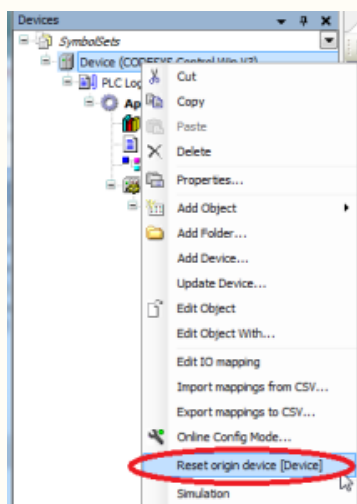 Devices
SymbolSets
Device (CODESYS Control Win V3)
PLC Log
Ap
Cut
Copy
Paste
Delete
Properties...
Add Object
Add Folder...
Add Device...
Update Device...
Edit Object
Edit Object With...
Edit IO mapping
Import mappings from CSV...
Export mappings to CSV...
Online Config Mode...
Reset origin device [Device]
Simulation